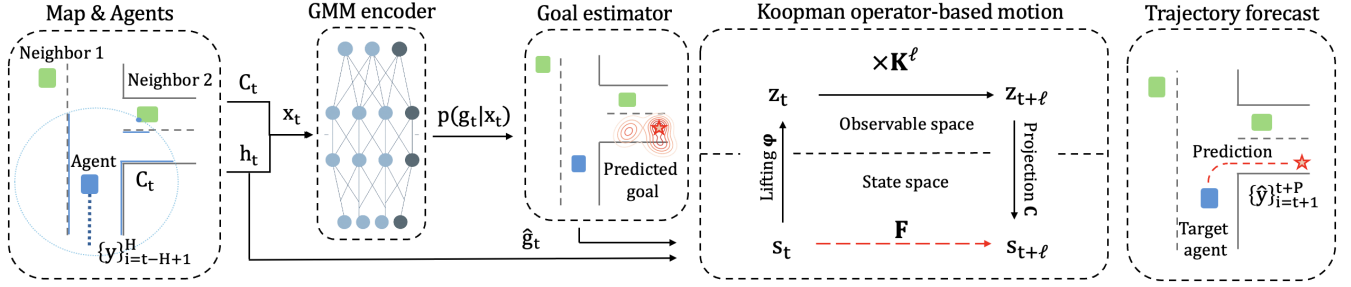 Map & Agents
Neighbor 1
Neighbor 2
Agent
C_t
{y}_{i=t−H+1}^{H}
C_t
h_t
x_t
GMM encoder
p(g_t|x_t)
Goal estimator
Predicted
goal
ĝ_t
Koopman operator-based motion
×K^ℓ
z_t
z_{t+ℓ}
Observable space
Lifting φ
Projection C
State space
F
s_t
s_{t+ℓ}
Trajectory forecast
Prediction
{ŷ}_{i=t+1}^{t+P}
Target
agent